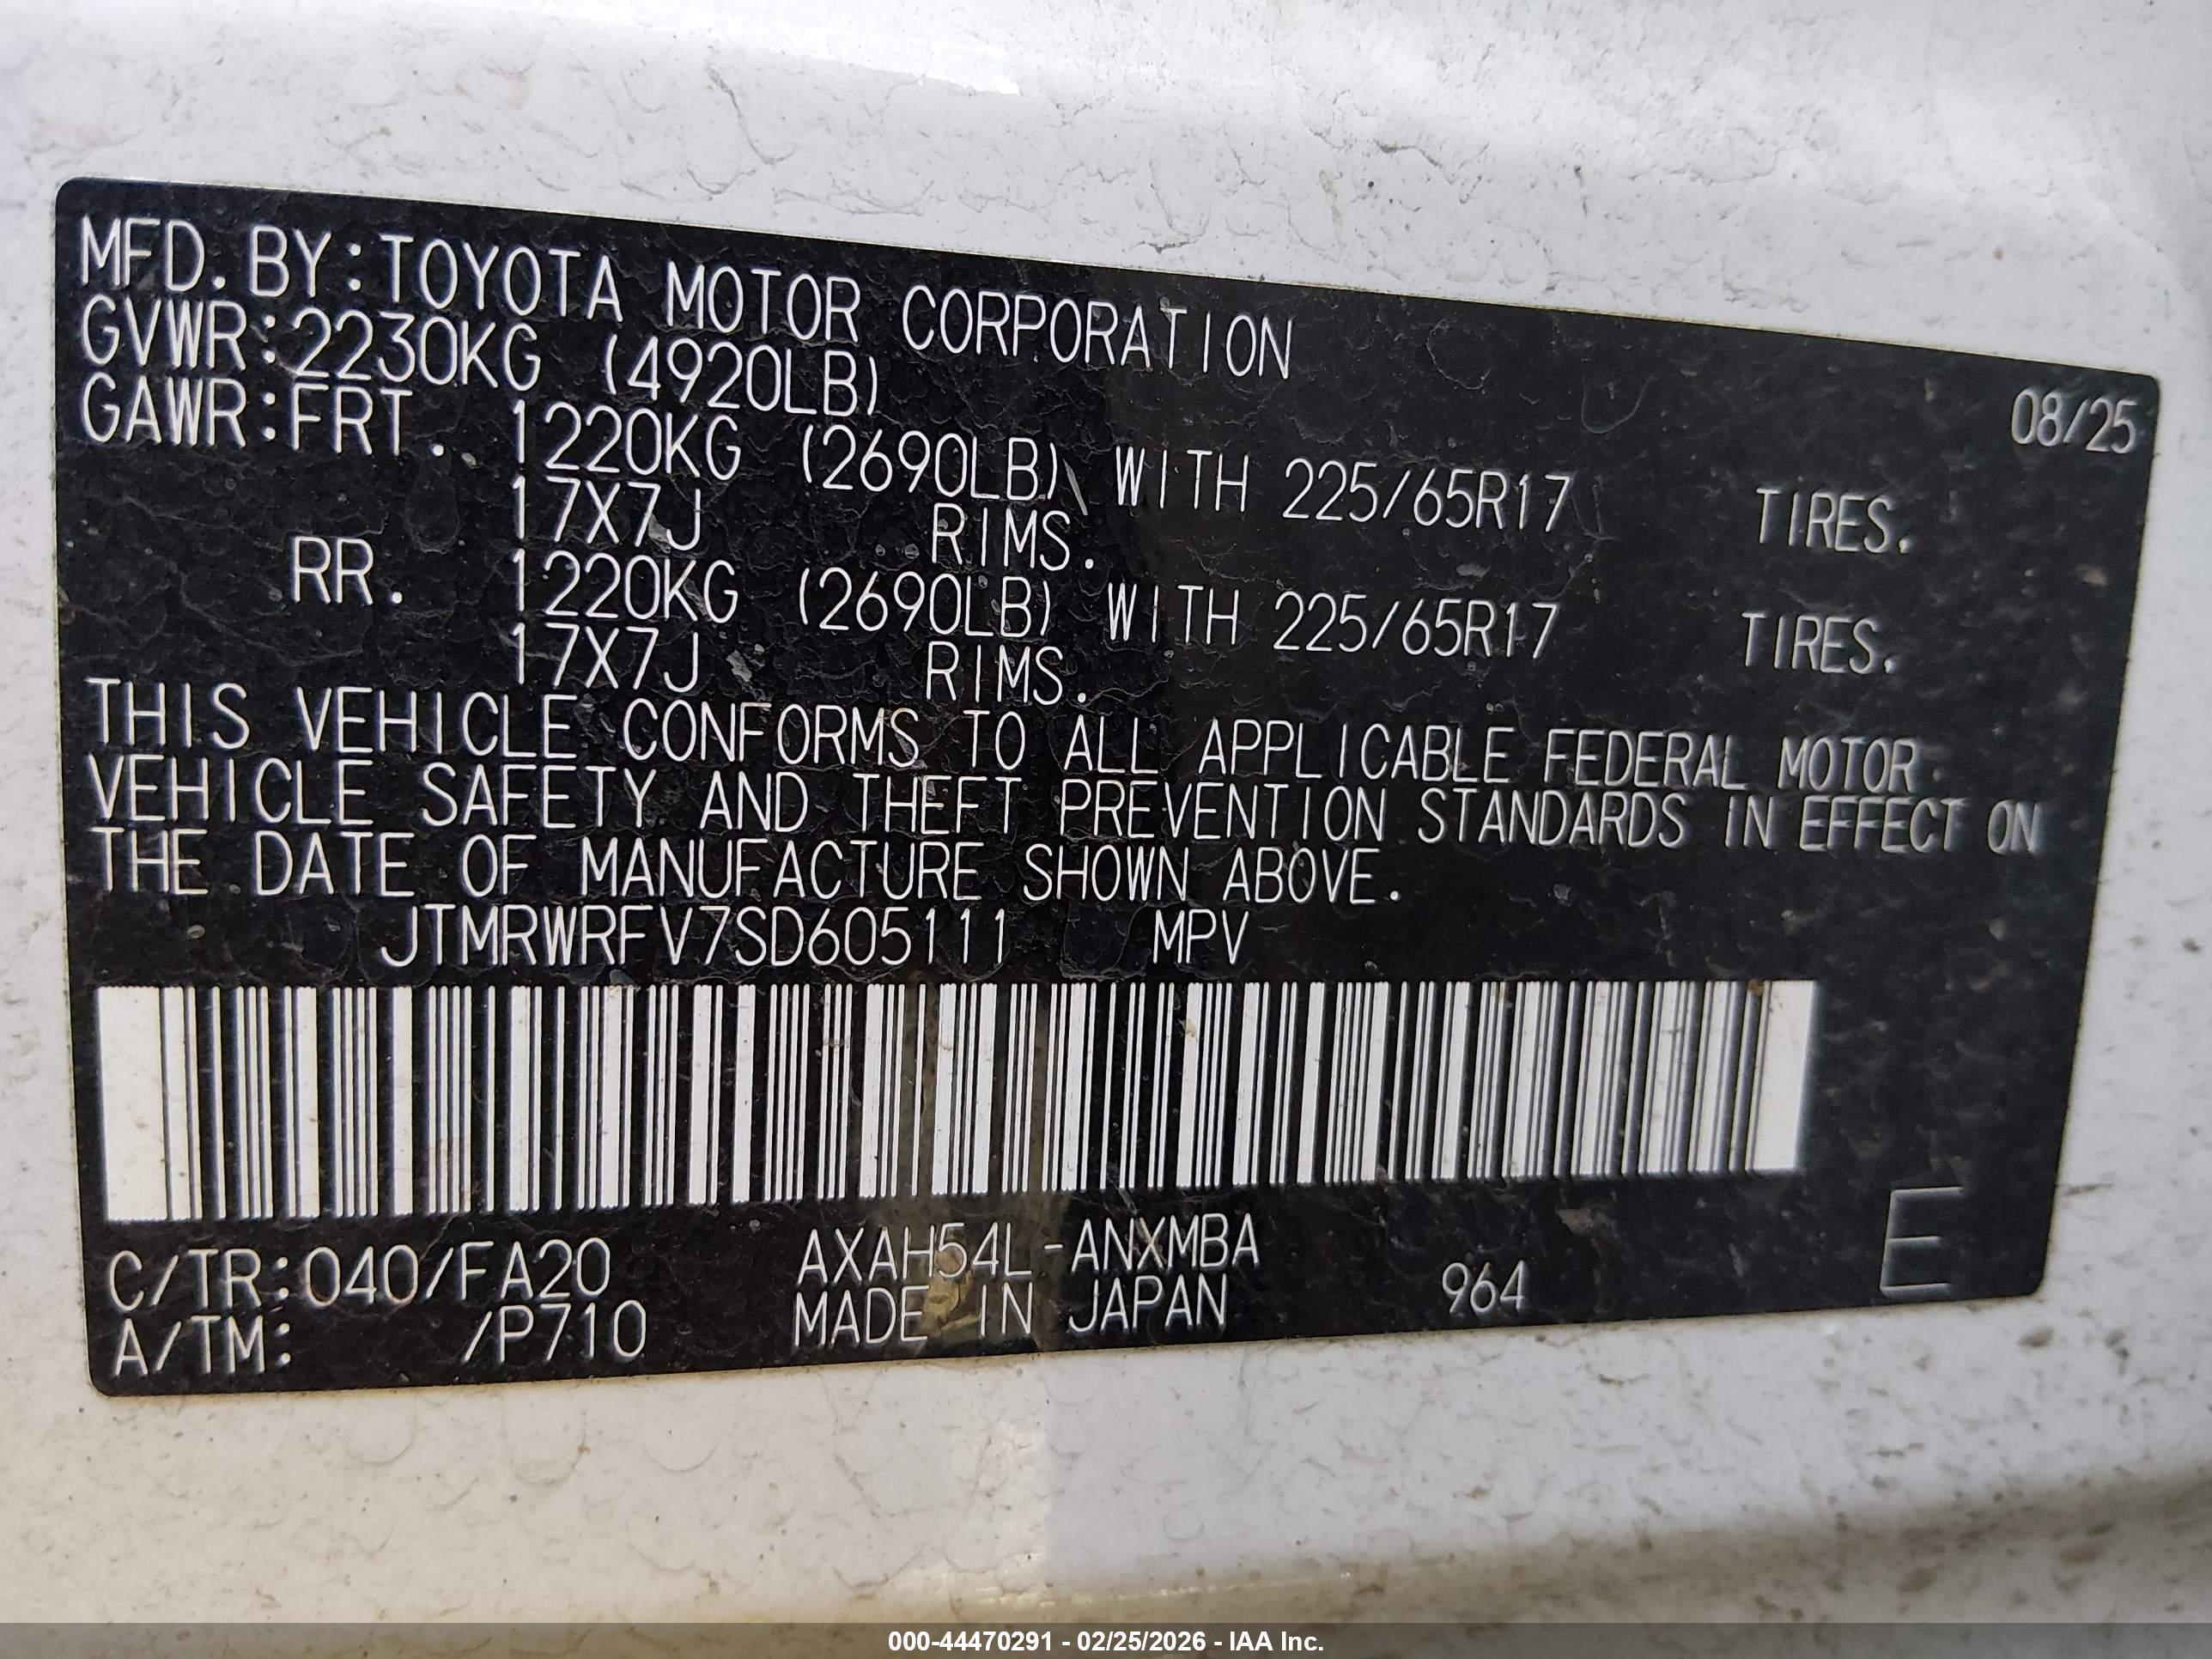 MFD. BY:TOYOTA MOTOR CORPORATION
08/25
GVWR:2230KG (4920LB)
GAWR:FRT. 1220KG (2690LB) WITH 225/65R17 TIRES.
17X7J RIMS.
RR. 1220KG (2690LB) WITH 225/65R17 TIRES.
17X7J RIMS.
THIS VEHICLE CONFORMS TO ALL APPLICABLE FEDERAL MOTOR
VEHICLE SAFETY AND THEFT PREVENTION STANDARDS IN EFFECT ON
THE DATE OF MANUFACTURE SHOWN ABOVE.
JTMRWRFV7SD605111 MPV
C/TR:040/FA20 AXAH54L-ANXMBA
A/TM: /P710 MADE IN JAPAN 964 E
000-44470291 - 02/25/2026 - IAA Inc.